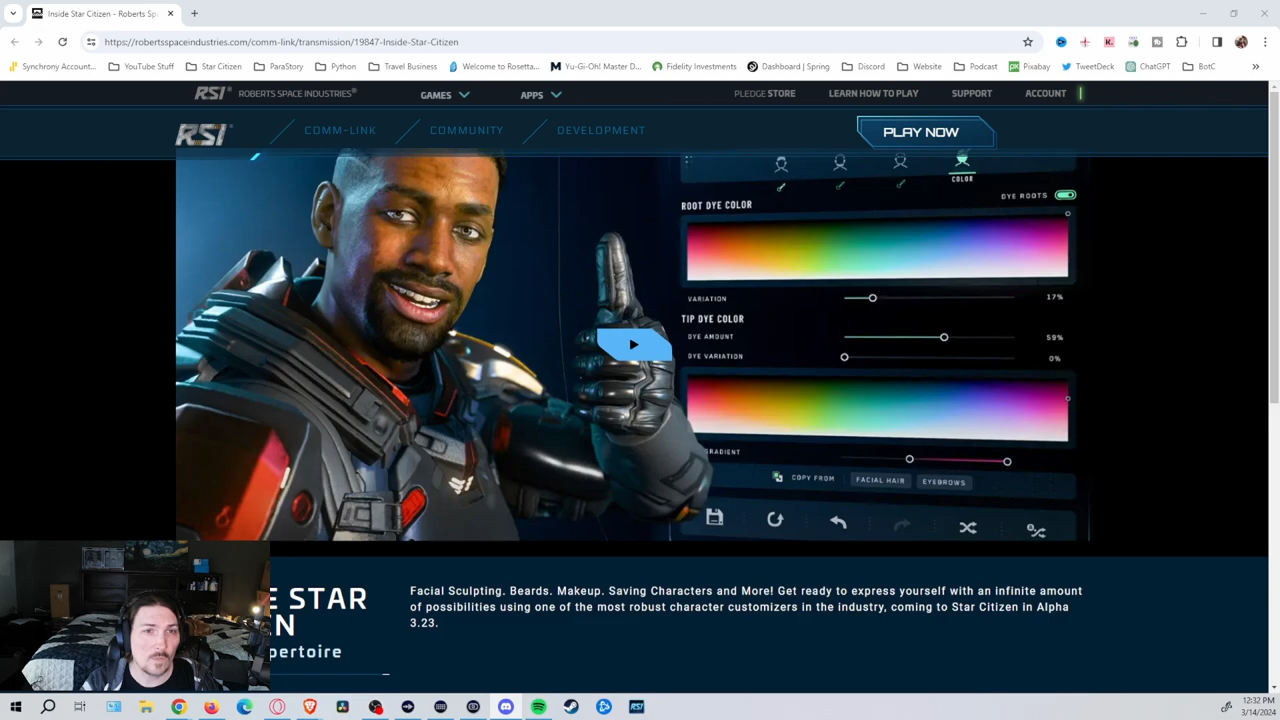 Inside Star Citizen - Roberts Sp
https://robertsspaceindustries.com/comm-link/transmission/19847-Inside-Star-Citizen
Synchrony Account...
YouTube Stuff
Star Citizen
ParaStory
Python
Travel Business
Welcome to Rosetta...
Yu-Gi-Oh! Master D...
Fidelity Investments
Dashboard | Spring
Discord
Website
Podcast
Pixabay
TweetDeck
ChatGPT
BotC
RSI
ROBERTS SPACE INDUSTRIES®
GAMES
APPS
PLEDGE STORE
LEARN HOW TO PLAY
SUPPORT
ACCOUNT
RSI
COMM-LINK
COMMUNITY
DEVELOPMENT
PLAY NOW
COLOR
ROOT DYE COLOR
DYE ROOTS
VARIATION
17%
TIP DYE COLOR
DYE AMOUNT
59%
DYE VARIATION
0%
GRADIENT
COPY FROM
FACIAL HAIR
EYEBROWS
E STAR
EN
pertoire
Facial Sculpting. Beards. Makeup. Saving Characters and More! Get ready to express yourself with an infinite amount
of possibilities using one of the most robust character customizers in the industry, coming to Star Citizen in Alpha
3.23.
RSI
12:32 PM
3/14/2024